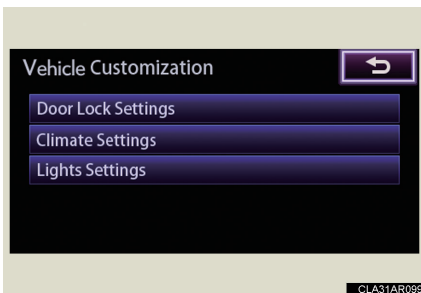 Vehicle Customization
Door Lock Settings
Climate Settings
Lights Settings
CLA31AR099